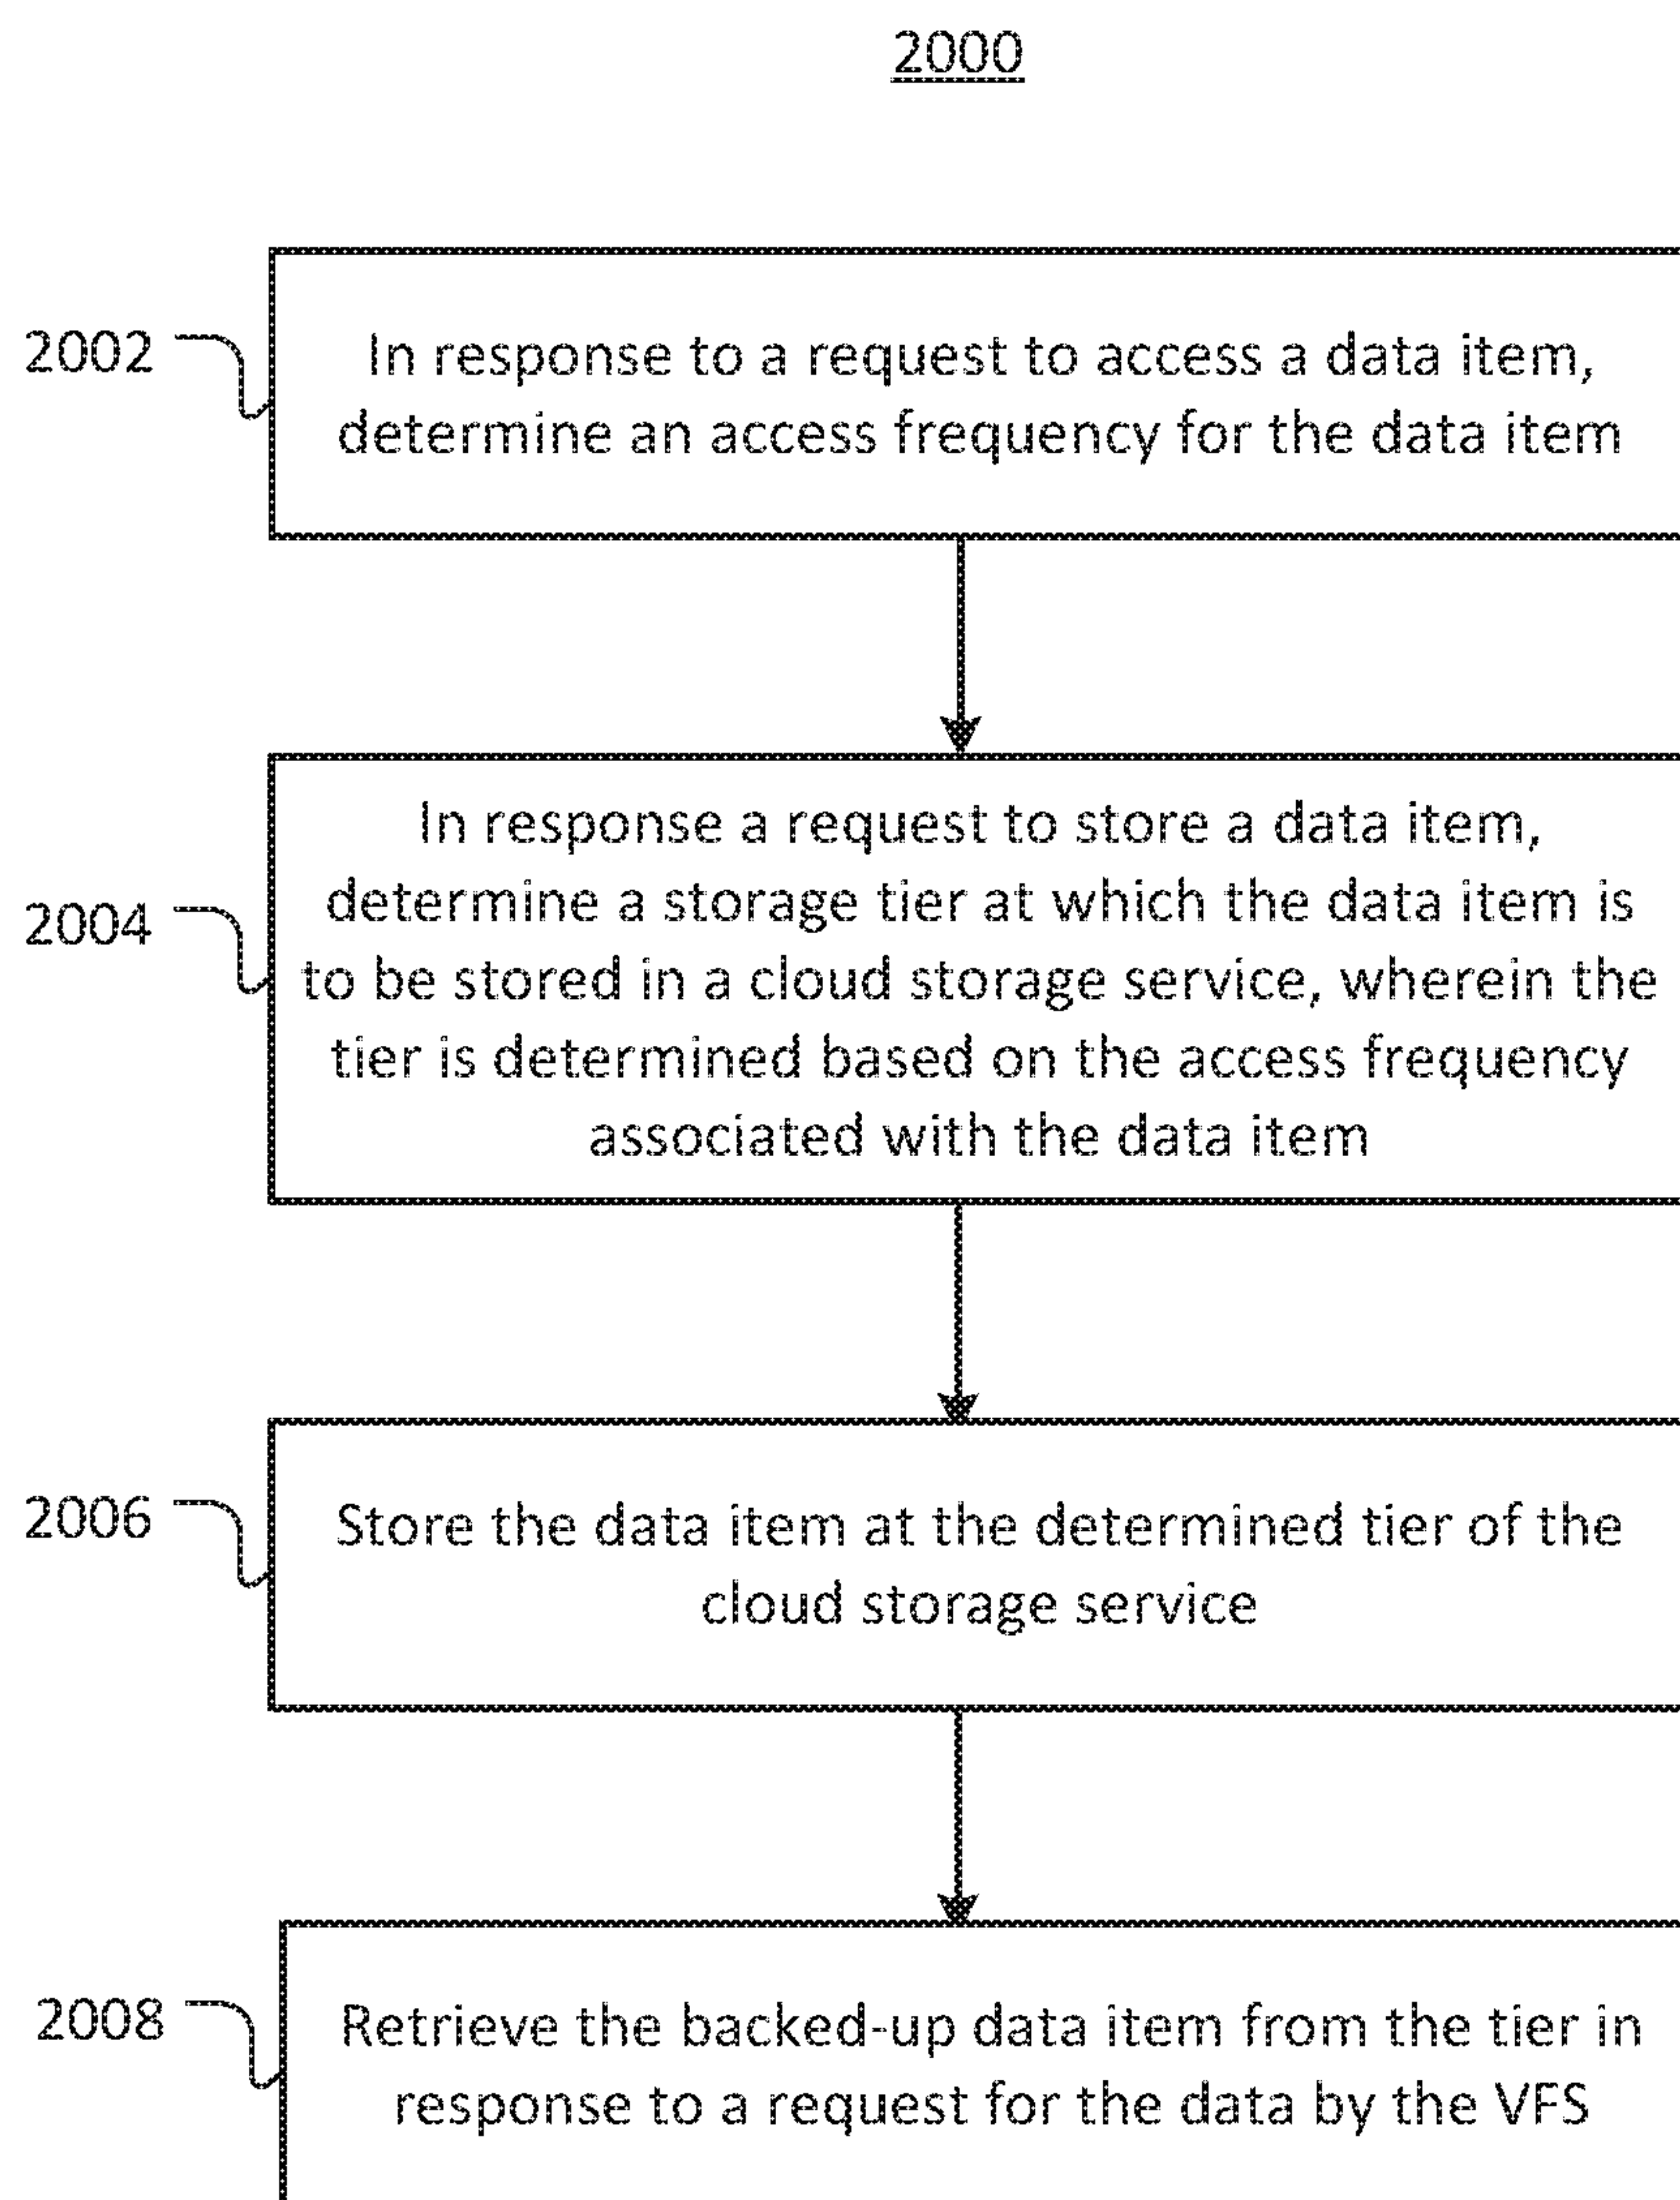 2000
2002
In response to a request to access a data item,
determine an access frequency for the data item
2004
In response a request to store a data item,
determine a storage tier at which the data item is
to be stored in a cloud storage service, wherein the
tier is determined based on the access frequency
associated with the data item
2006
Store the data item at the determined tier of the
cloud storage service
2008
Retrieve the backed-up data item from the tier in
response to a request for the data by the VFS